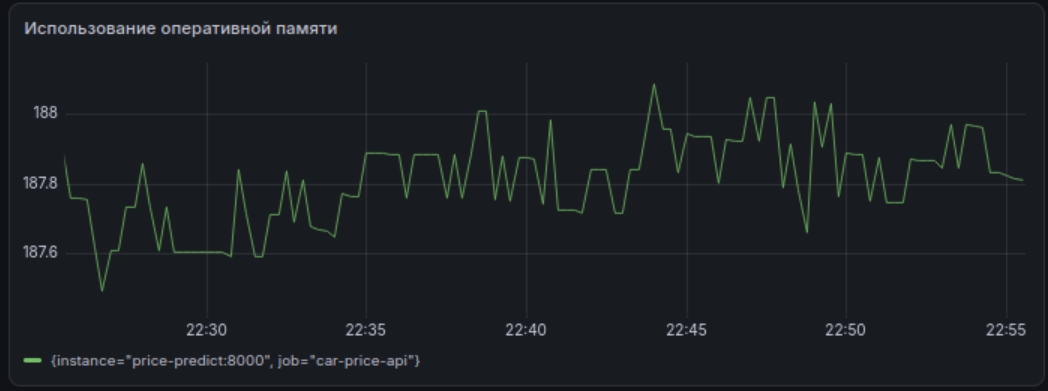 Использование оперативной памяти
188
187.8
187.6
22:30 22:35 22:40 22:45 22:50 22:55
{instance="price-predict:8000", job="car-price-api"}